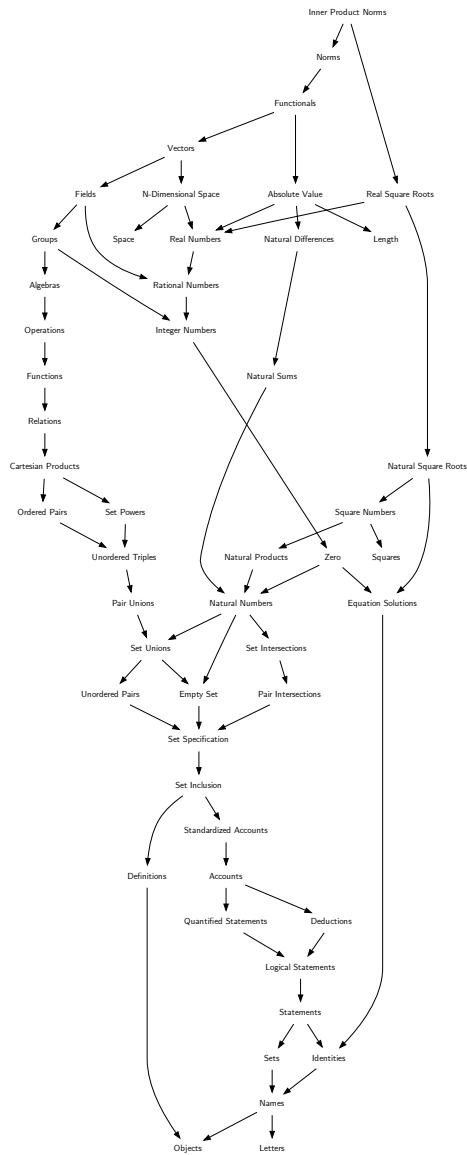 Inner Product Norms
Norms
Functionals
Vectors
Fields
N-Dimensional Space
Absolute Value
Real Square Roots
Groups
Space
Real Numbers
Natural Differences
Length
Algebras
Rational Numbers
Operations
Integer Numbers
Functions
Natural Sums
Relations
Cartesian Products
Natural Square Roots
Ordered Pairs
Set Powers
Square Numbers
Unordered Triples
Natural Products
Zero
Squares
Pair Unions
Natural Numbers
Equation Solutions
Set Unions
Set Intersections
Unordered Pairs
Empty Set
Pair Intersections
Set Specification
Set Inclusion
Standardized Accounts
Definitions
Accounts
Quantified Statements
Deductions
Logical Statements
Statements
Sets
Identities
Names
Objects
Letters